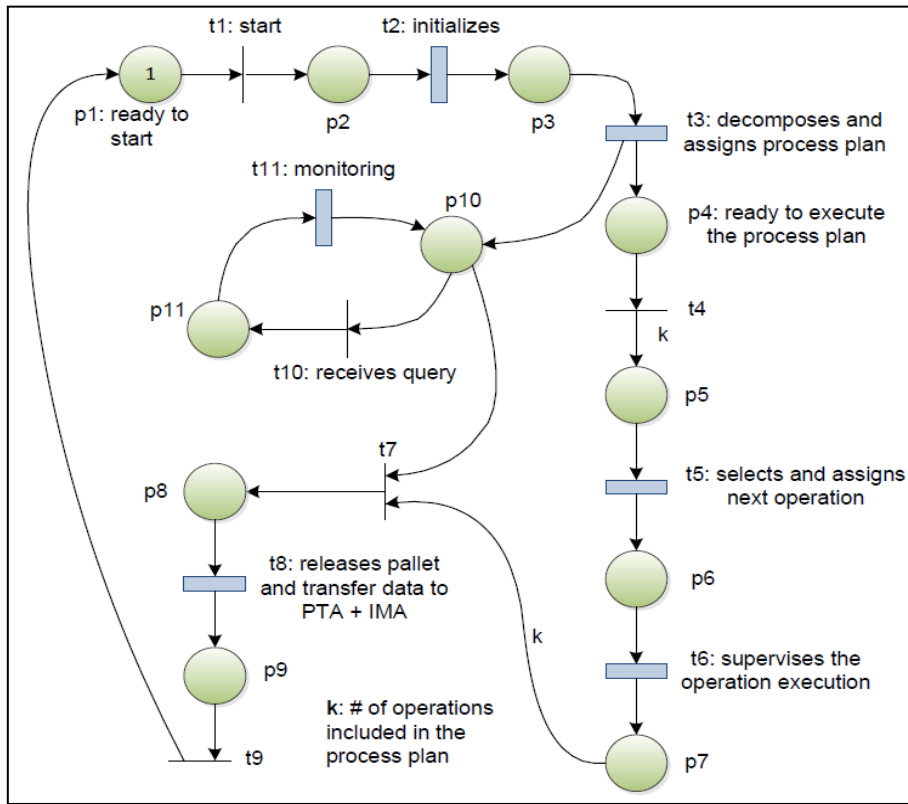 t1: start
t2: initializes
1
p1: ready to
start
p2
p3
t3: decomposes and
assigns process plan
t11: monitoring
p10
p4: ready to execute
the process plan
p11
t10: receives query
t4
k
p5
t7
p8
t5: selects and assigns
next operation
t8: releases pallet
and transfer data to
PTA + IMA
p6
k
p9
t6: supervises the
operation execution
k: # of operations
included in the
process plan
t9
p7